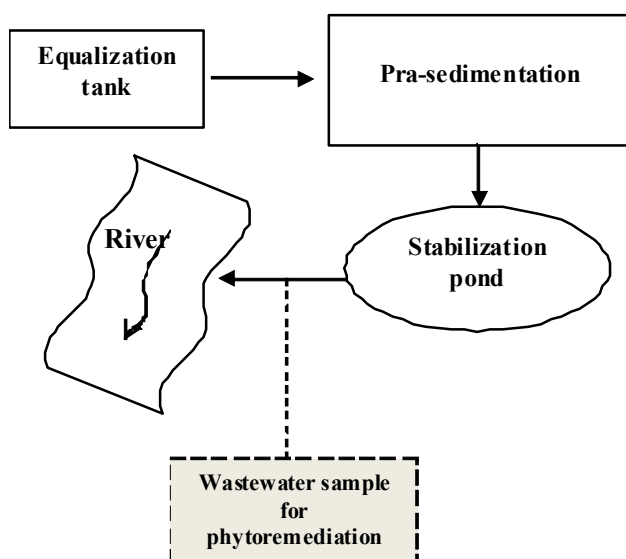 Equalization
tank
Pra-sedimentation
River
Stabilization
pond
Wastewater sample
for
phytoremediation